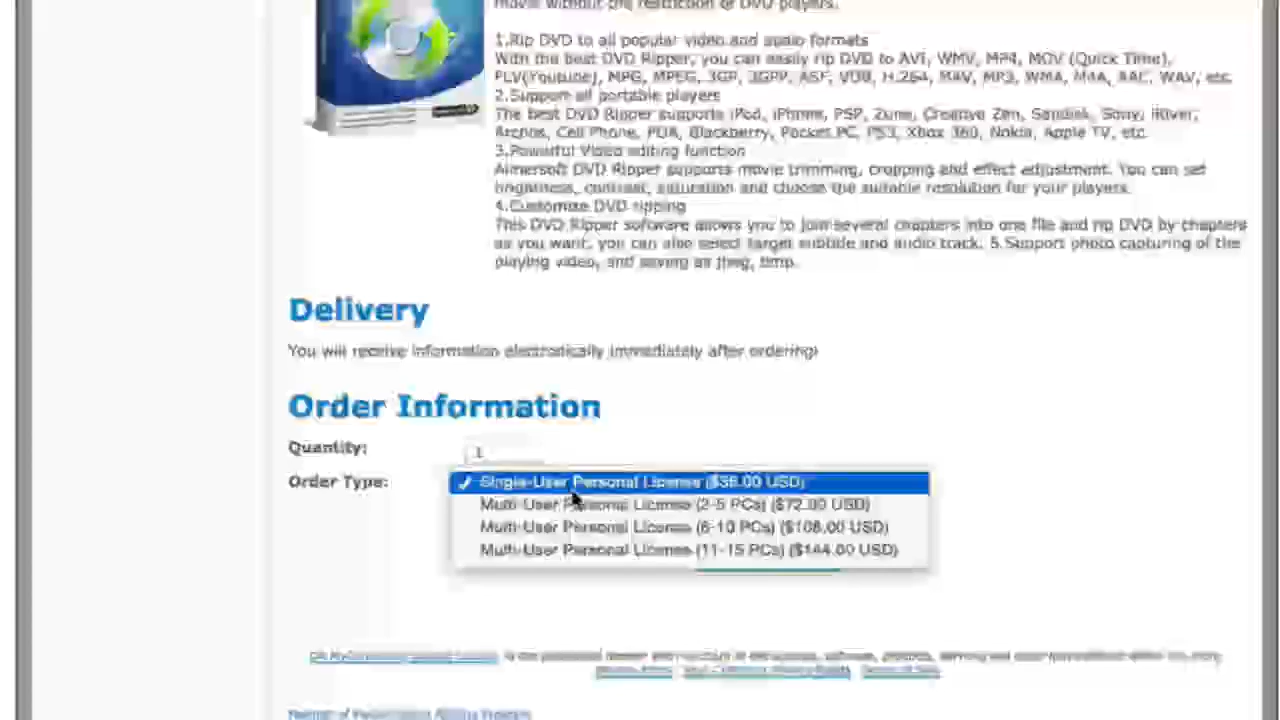 movie without the restriction of DVD players.
1.Rip DVD to all popular video and audio formats
With the best DVD Ripper, you can easily rip DVD to AVI, WMV, MP4, MOV (Quick Time),
FLV(Youtube), MPG, MPEG, 3GP, 3GPP, ASF, VOB, H.264, M4V, MP3, WMA, M4A, AAC, WAV, etc.
2.Support all portable players
The best DVD Ripper supports iPod, iPhone, PSP, Zune, Creative Zen, Sandisk, Sony, iRiver,
Archos, Cell Phone, PDA, Blackberry, Pocket PC, PS3, Xbox 360, Nokia, Apple TV, etc.
3.Powerful Video editing function
Aimersoft DVD Ripper supports movie trimming, cropping and effect adjustment. You can set
brightness, contrast, saturation and choose the suitable resolution for your players.
4.Customize DVD ripping
This DVD Ripper software allows you to join several chapters into one file and rip DVD by chapters
as you want, you can also select target subtitle and audio track. 5.Support photo capturing of the
playing video, and saving as jpeg, bmp.
Delivery
You will receive information electronically immediately after ordering!
Order Information
Quantity: 1
Order Type: ✓ Single-User Personal License ($36.00 USD)
Multi-User Personal License (2-5 PCs) ($72.00 USD)
Multi-User Personal License (6-10 PCs) ($108.00 USD)
Multi-User Personal License (11-15 PCs) ($144.00 USD)